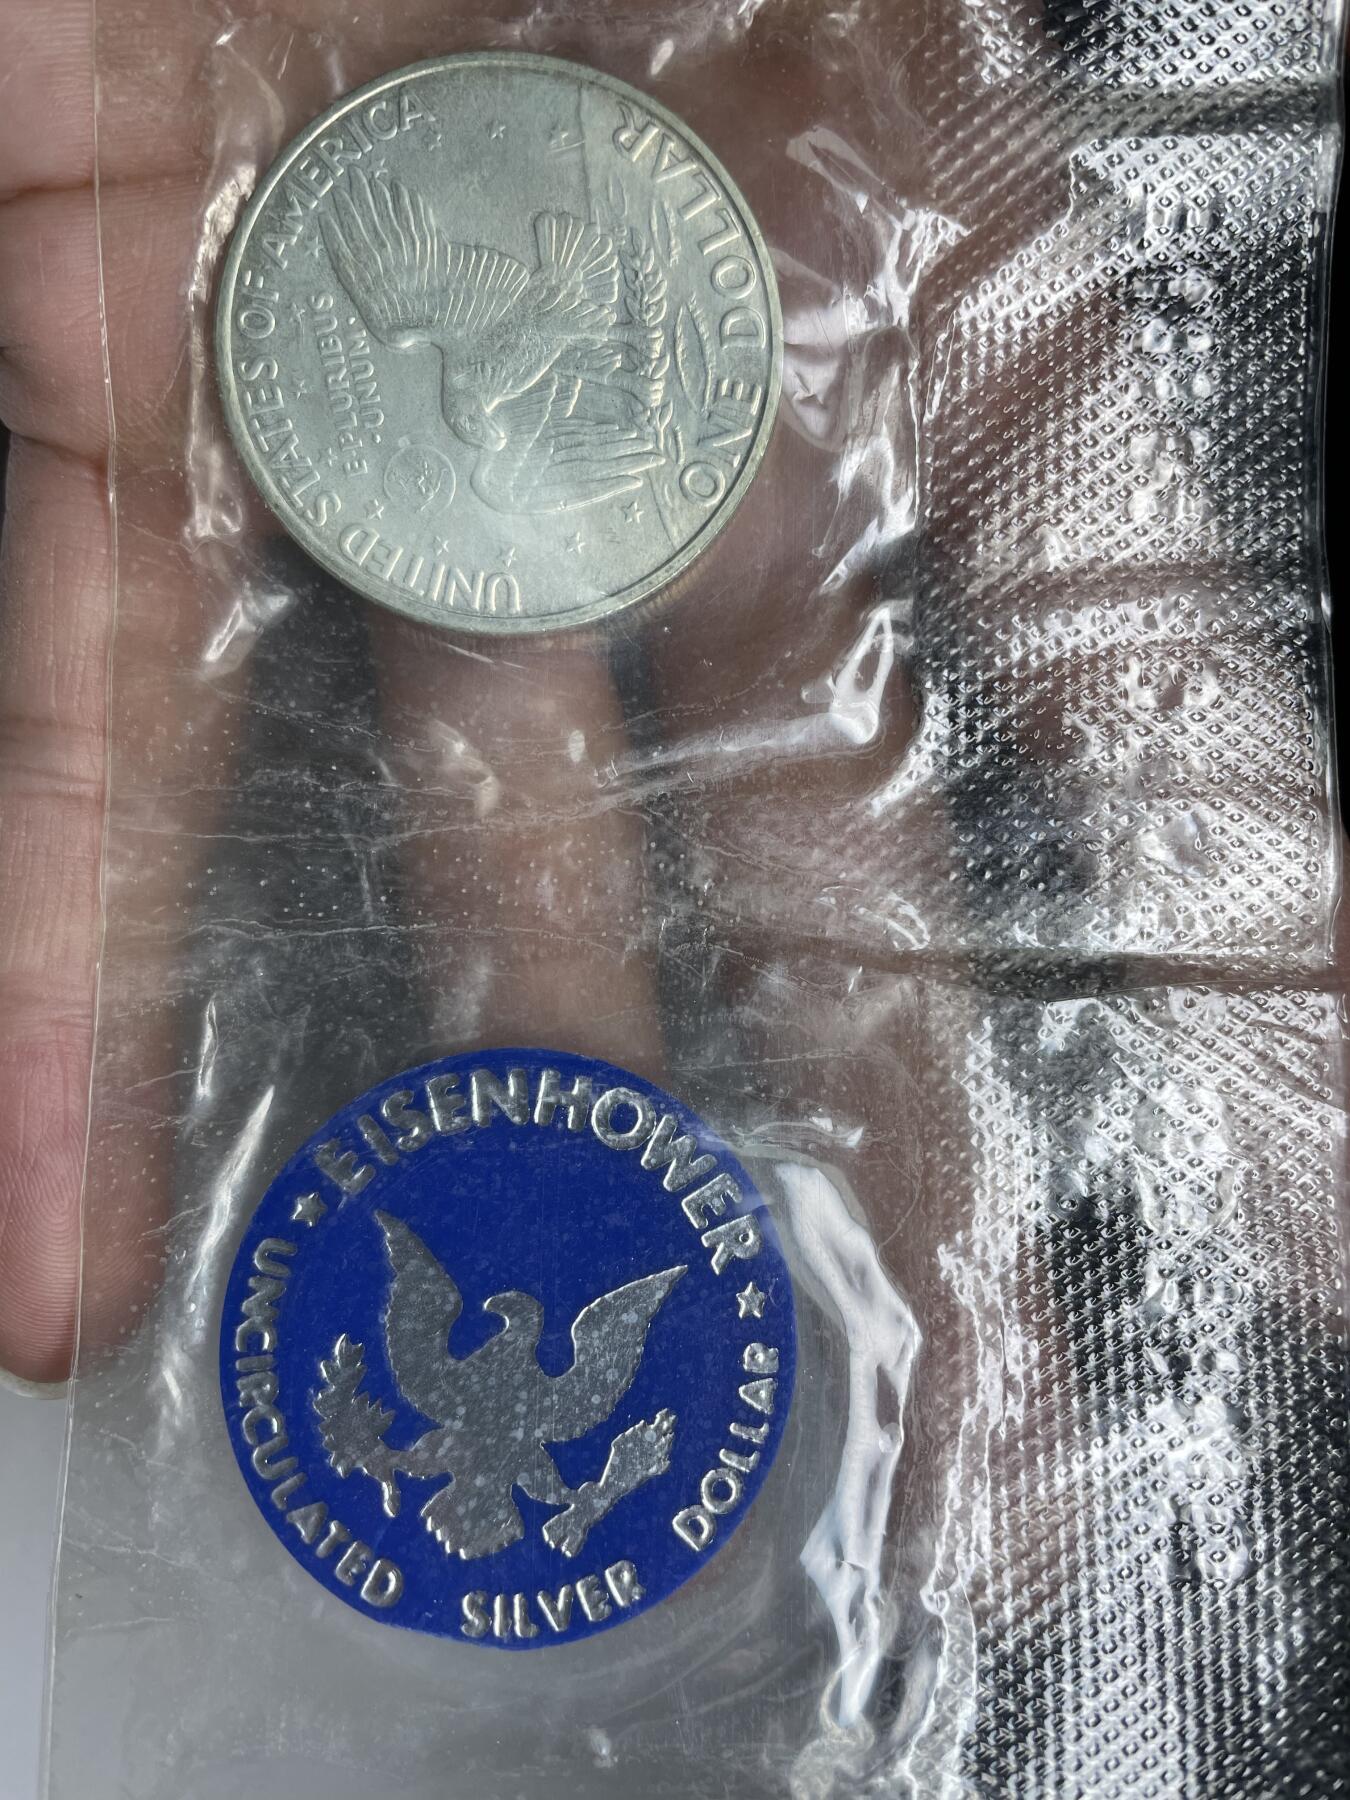 UNITED STATES OF AMERICA
E PLURIBUS
UNUM.
ONE DOLLAR
EISENHOWER
UNCIRCULATED SILVER DOLLAR